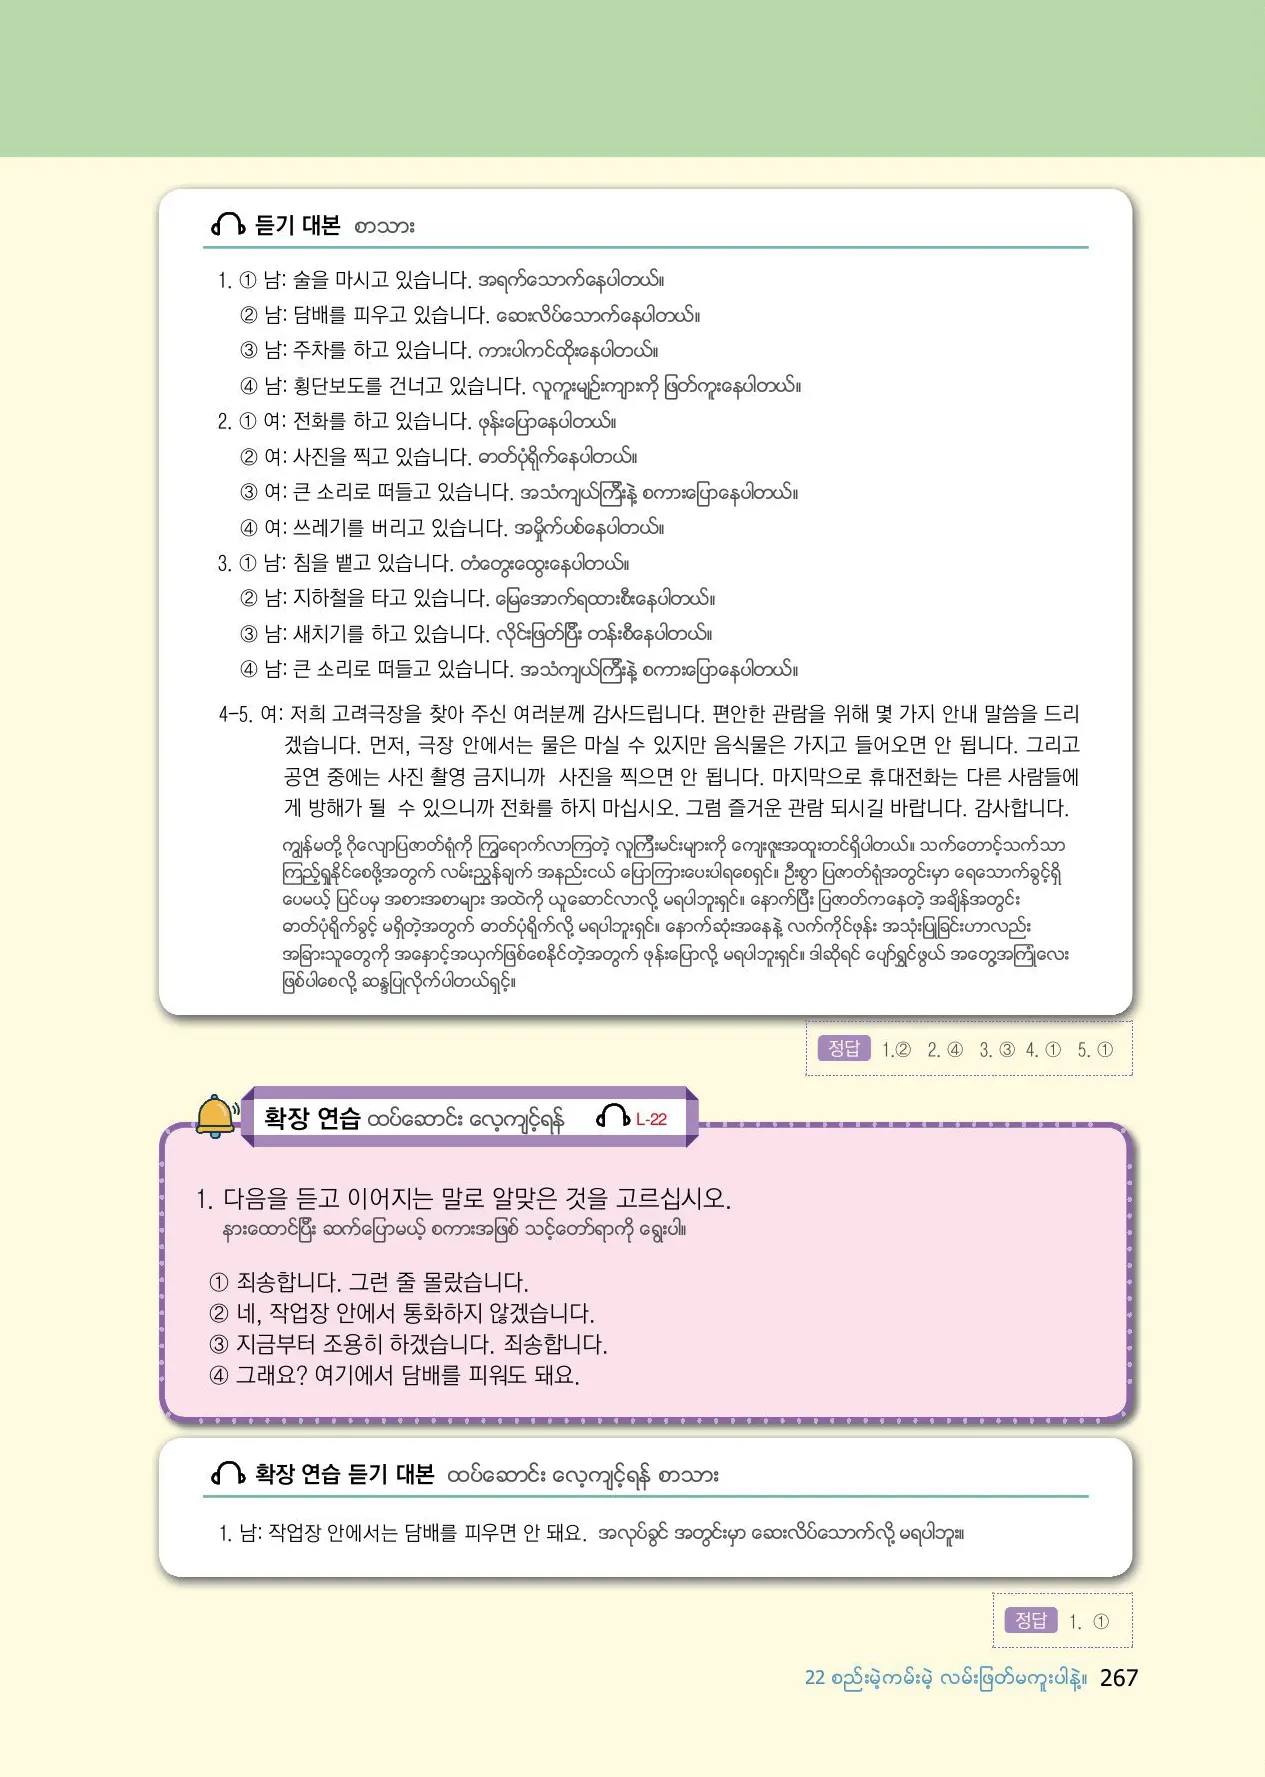 듣기 대본 စာသား
1. ① 남: 술을 마시고 있습니다. အရက်သောက်နေပါတယ်။
② 남: 담배를 피우고 있습니다. ဆေးလိပ်သောက်နေပါတယ်။
③ 남: 주차를 하고 있습니다. ကားပါကင်ထိုးနေပါတယ်။
④ 남: 횡단보도를 건너고 있습니다. လူကူးမျဉ်းကျားကို ဖြတ်ကူးနေပါတယ်။
2. ① 여: 전화를 하고 있습니다. ဖုန်းပြောနေပါတယ်။
② 여: 사진을 찍고 있습니다. ဓာတ်ပုံရိုက်နေပါတယ်။
③ 여: 큰 소리로 떠들고 있습니다. အသံကျယ်ကြီးနဲ့ စကားပြောနေပါတယ်။
④ 여: 쓰레기를 버리고 있습니다. အမှိုက်ပစ်နေပါတယ်။
3. ① 남: 침을 뱉고 있습니다. တံတွေးထွေးနေပါတယ်။
② 남: 지하철을 타고 있습니다. မြေအောက်ရထားစီးနေပါတယ်။
③ 남: 새치기를 하고 있습니다. လိုင်းဖြတ်ပြီး တန်းစီနေပါတယ်။
④ 남: 큰 소리로 떠들고 있습니다. အသံကျယ်ကြီးနဲ့ စကားပြောနေပါတယ်။
4-5. 여: 저희 고려극장을 찾아 주신 여러분께 감사드립니다. 편안한 관람을 위해 몇 가지 안내 말씀을 드리
겠습니다. 먼저, 극장 안에서는 물은 마실 수 있지만 음식물은 가지고 들어오면 안 됩니다. 그리고
공연 중에는 사진 촬영 금지니까 사진을 찍으면 안 됩니다. 마지막으로 휴대전화는 다른 사람들에
게 방해가 될 수 있으니까 전화를 하지 마십시오. 그럼 즐거운 관람 되시길 바랍니다. 감사합니다.
ကျွန်မတို့ ဂိုလျောပြဇာတ်ရုံကို ကြွရောက်လာကြတဲ့ လူကြီးမင်းများကို ကျေးဇူးအထူးတင်ရှိပါတယ်။ သက်တောင့်သက်သာ
ကြည့်ရှုနိုင်စေဖို့အတွက် လမ်းညွှန်ချက် အနည်းငယ် ပြောကြားပေးပါရစေရှင်။ ဦးစွာ ပြဇာတ်ရုံအတွင်းမှာ ရေသောက်ခွင့်ရှိ
ပေမယ့် ပြင်ပမှ အစားအစာများ အထဲကို ယူဆောင်လာလို့ မရပါဘူးရှင်။ နောက်ပြီး ပြဇာတ်ကနေတဲ့ အချိန်အတွင်း
ဓာတ်ပုံရိုက်ခွင့် မရှိတဲ့အတွက် ဓာတ်ပုံရိုက်လို့ မရပါဘူးရှင်။ နောက်ဆုံးအနေနဲ့ လက်ကိုင်ဖုန်း အသုံးပြုခြင်းဟာလည်း
အခြားသူတွေကို အနှောင့်အယှက်ဖြစ်စေနိုင်တဲ့အတွက် ဖုန်းပြောလို့ မရပါဘူးရှင်။ ဒါဆိုရင် ပျော်ရွှင်ဖွယ် အတွေ့အကြုံလေး
ဖြစ်ပါစေလို့ ဆန္ဒပြုလိုက်ပါတယ်ရှင့်။
정답 1.② 2. ④ 3. ③ 4. ① 5. ①
확장 연습 ထပ်ဆောင်း လေ့ကျင့်ရန် L-22
1. 다음을 듣고 이어지는 말로 알맞은 것을 고르십시오.
နားထောင်ပြီး ဆက်ပြောမယ့် စကားအဖြစ် သင့်တော်ရာကို ရွေးပါ။
① 죄송합니다. 그런 줄 몰랐습니다.
② 네, 작업장 안에서 통화하지 않겠습니다.
③ 지금부터 조용히 하겠습니다. 죄송합니다.
④ 그래요? 여기에서 담배를 피워도 돼요.
확장 연습 듣기 대본 ထပ်ဆောင်း လေ့ကျင့်ရန် စာသား
1. 남: 작업장 안에서는 담배를 피우면 안 돼요. အလုပ်ခွင် အတွင်းမှာ ဆေးလိပ်သောက်လို့ မရပါဘူး။
정답 1. ①
22 စည်းမဲ့ကမ်းမဲ့ လမ်းဖြတ်မကူးပါနဲ့။ 267